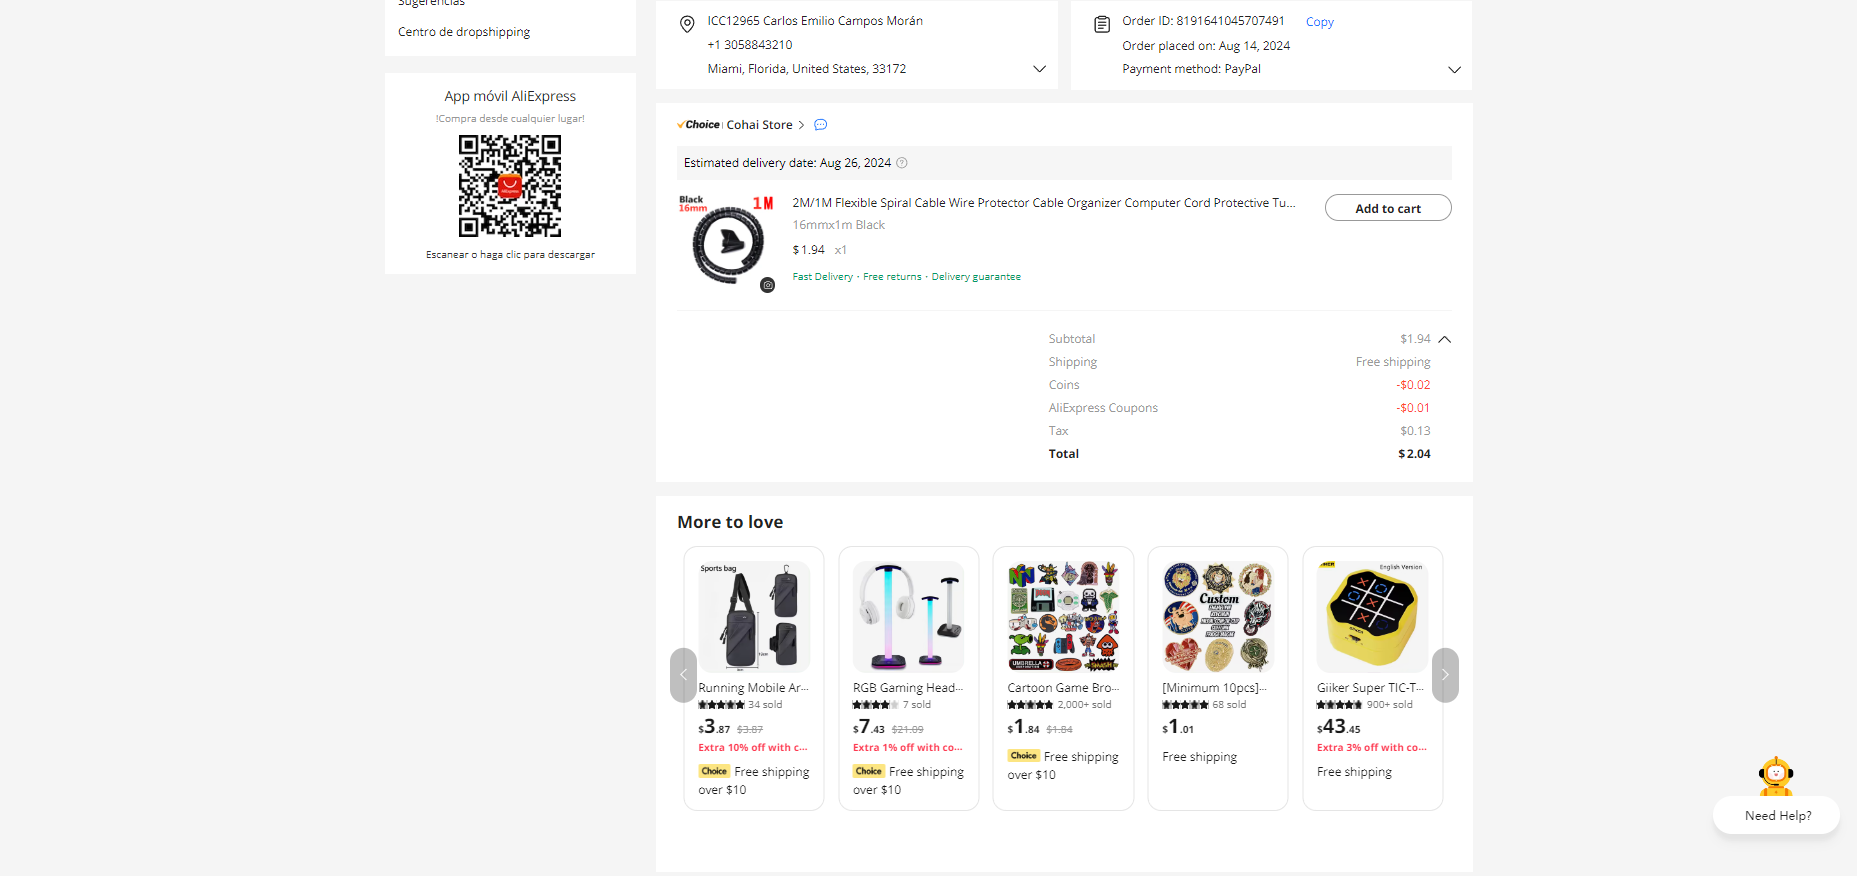 Sugerencias
Centro de dropshipping
App móvil AliExpress
!Compra desde cualquier lugar!
AliExpress
Escanear o haga clic para descargar
ICC12965 Carlos Emilio Campos Morán
+1 3058843210
Miami, Florida, United States, 33172
Order ID: 8191641045707491 Copy
Order placed on: Aug 14, 2024
Payment method: PayPal
Choice Cohai Store
Estimated delivery date: Aug 26, 2024
Black
16mm
1M
2M/1M Flexible Spiral Cable Wire Protector Cable Organizer Computer Cord Protective Tu...
16mmx1m Black
$1.94 x1
Fast Delivery · Free returns · Delivery guarantee
Add to cart
Subtotal $1.94
Shipping Free shipping
Coins -$0.02
AliExpress Coupons -$0.01
Tax $0.13
Total $2.04
More to love
Sports bag
Running Mobile Ar...
34 sold
$3.87 $3.87
Extra 10% off with c...
Choice Free shipping
over $10
RGB Gaming Head...
7 sold
$7.43 $21.09
Extra 1% off with co...
Choice Free shipping
over $10
UMBRELLA
Cartoon Game Bro...
2,000+ sold
$1.84 $1.84
Choice Free shipping
over $10
Custom
[Minimum 10pcs]...
68 sold
$1.01
Free shipping
English Version
Giiker Super TIC-T...
900+ sold
$43.45
Extra 3% off with co...
Free shipping
Need Help?